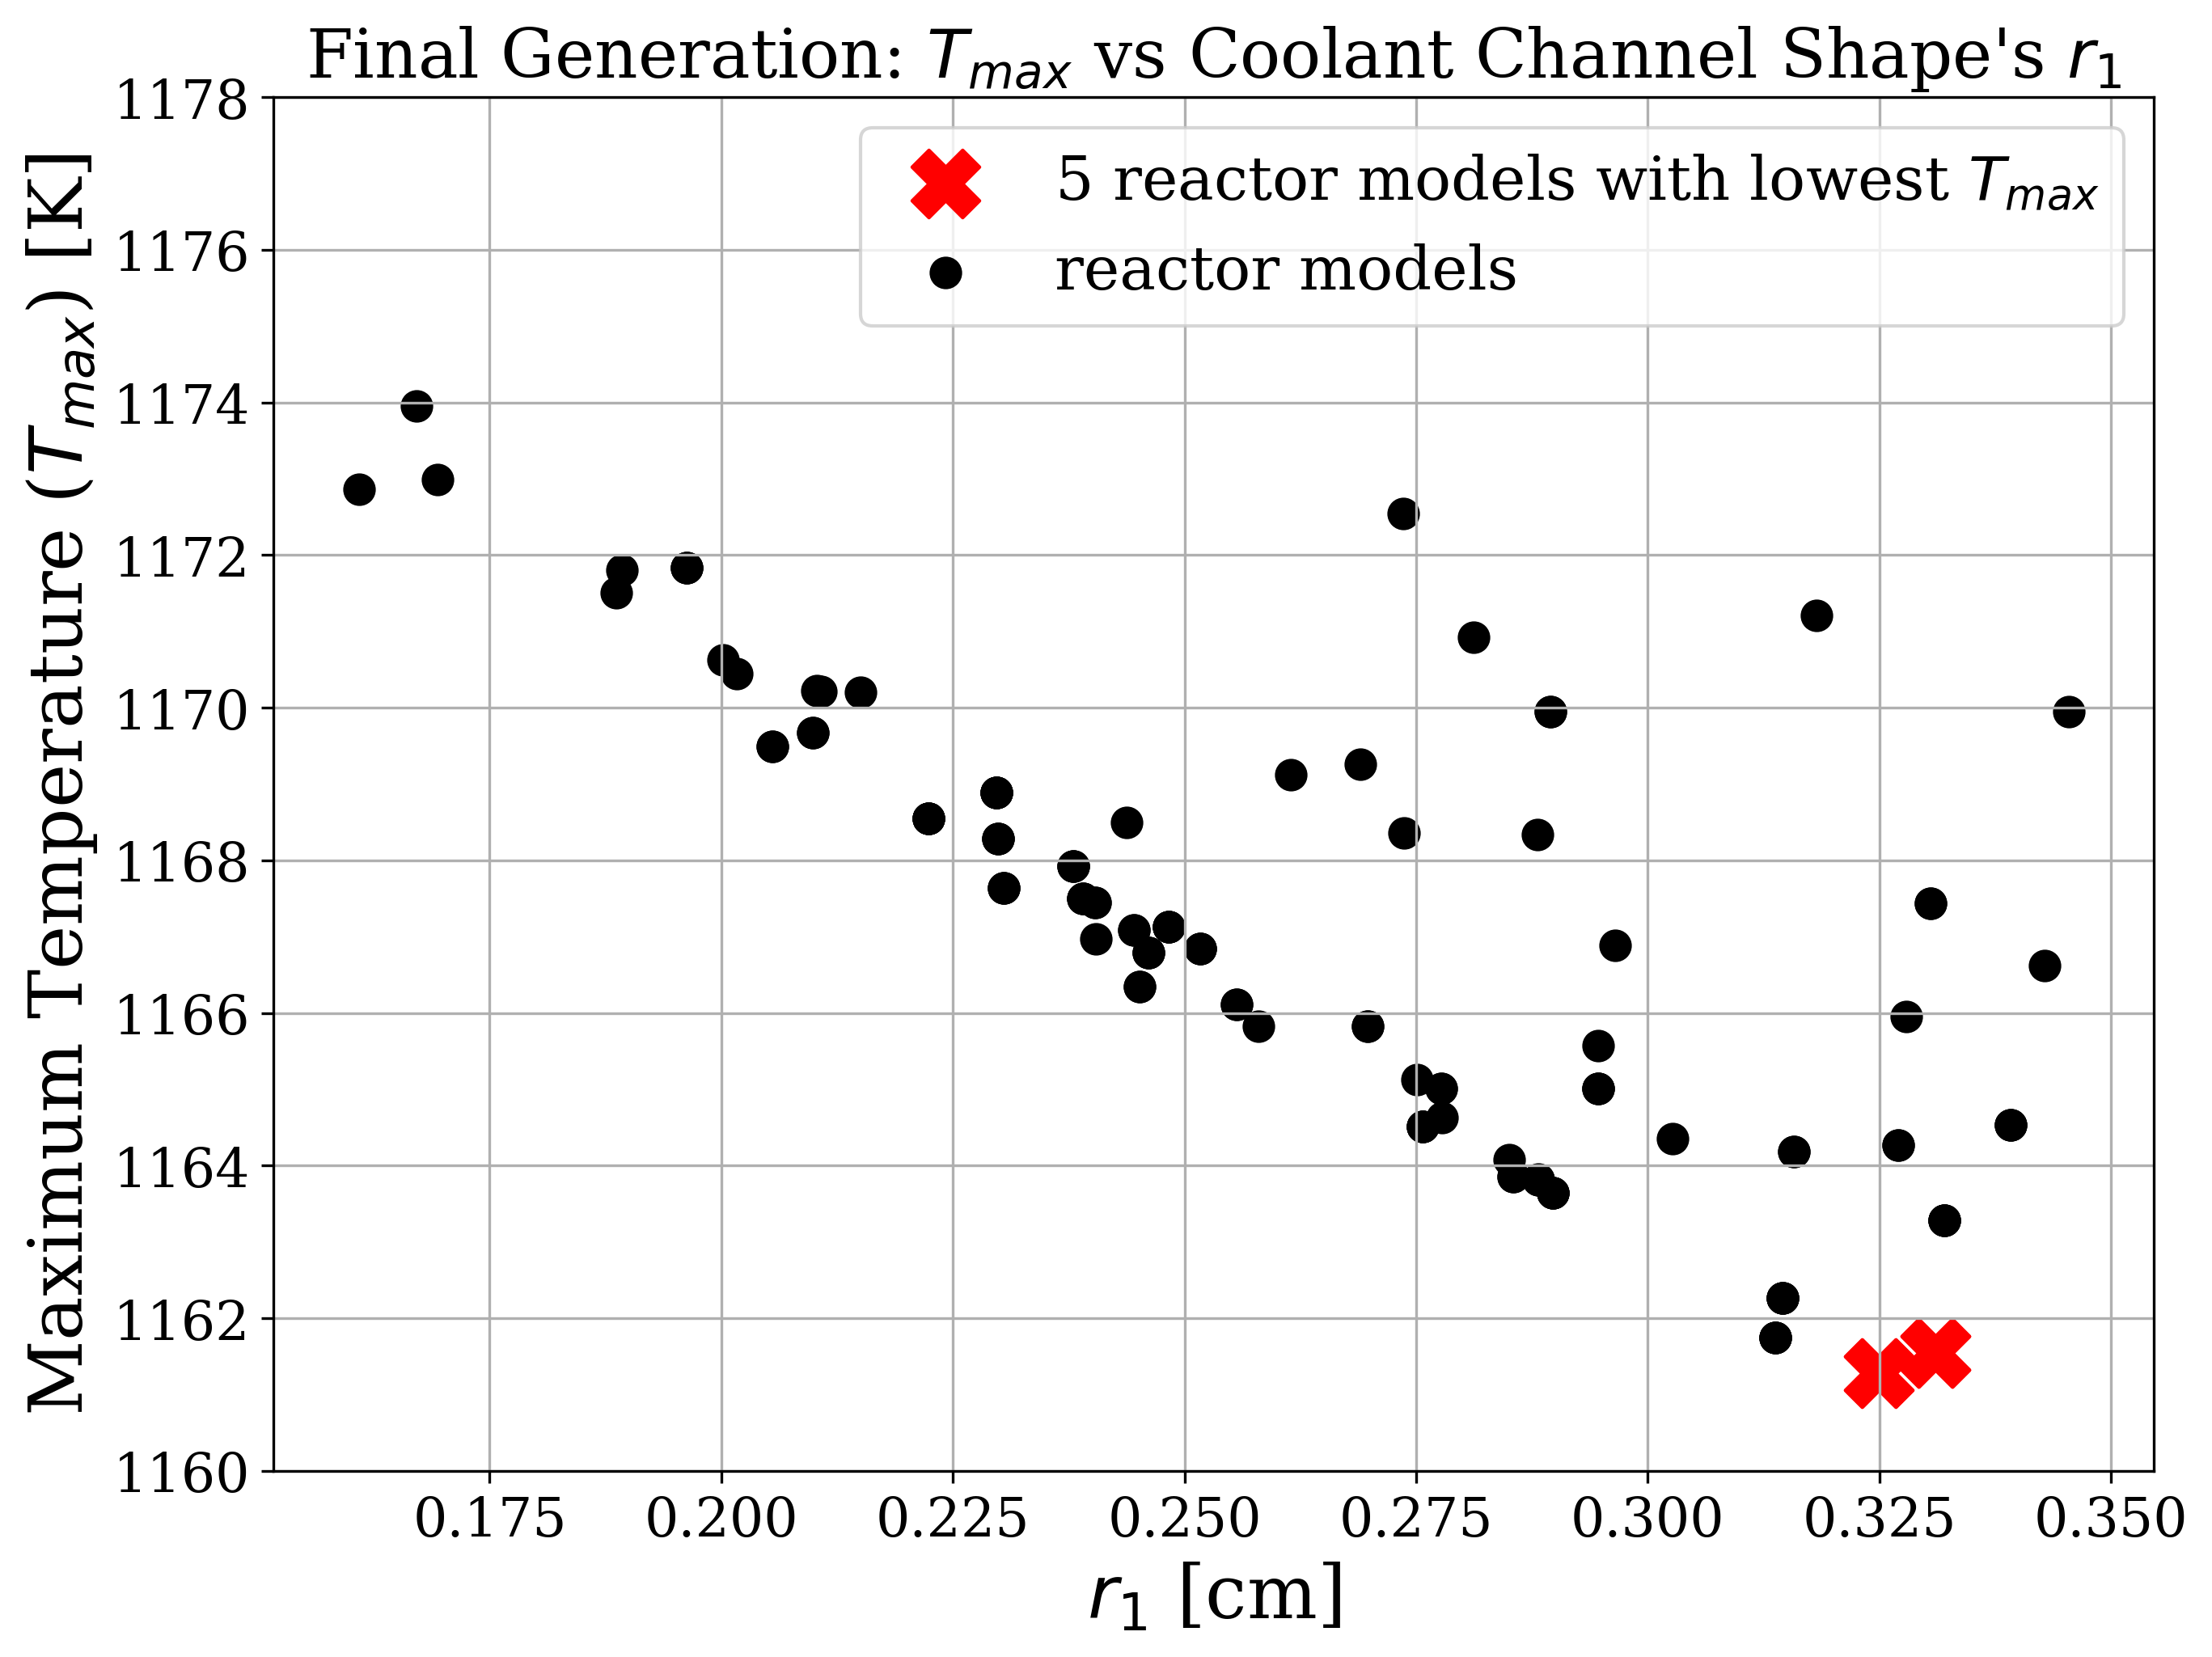 Final Generation: T_max vs Coolant Channel Shape's r_1
5 reactor models with lowest T_max
reactor models
Maximum Temperature (T_max) [K]
1178
1176
1174
1172
1170
1168
1166
1164
1162
1160
0.175 0.200 0.225 0.250 0.275 0.300 0.325 0.350
r_1 [cm]